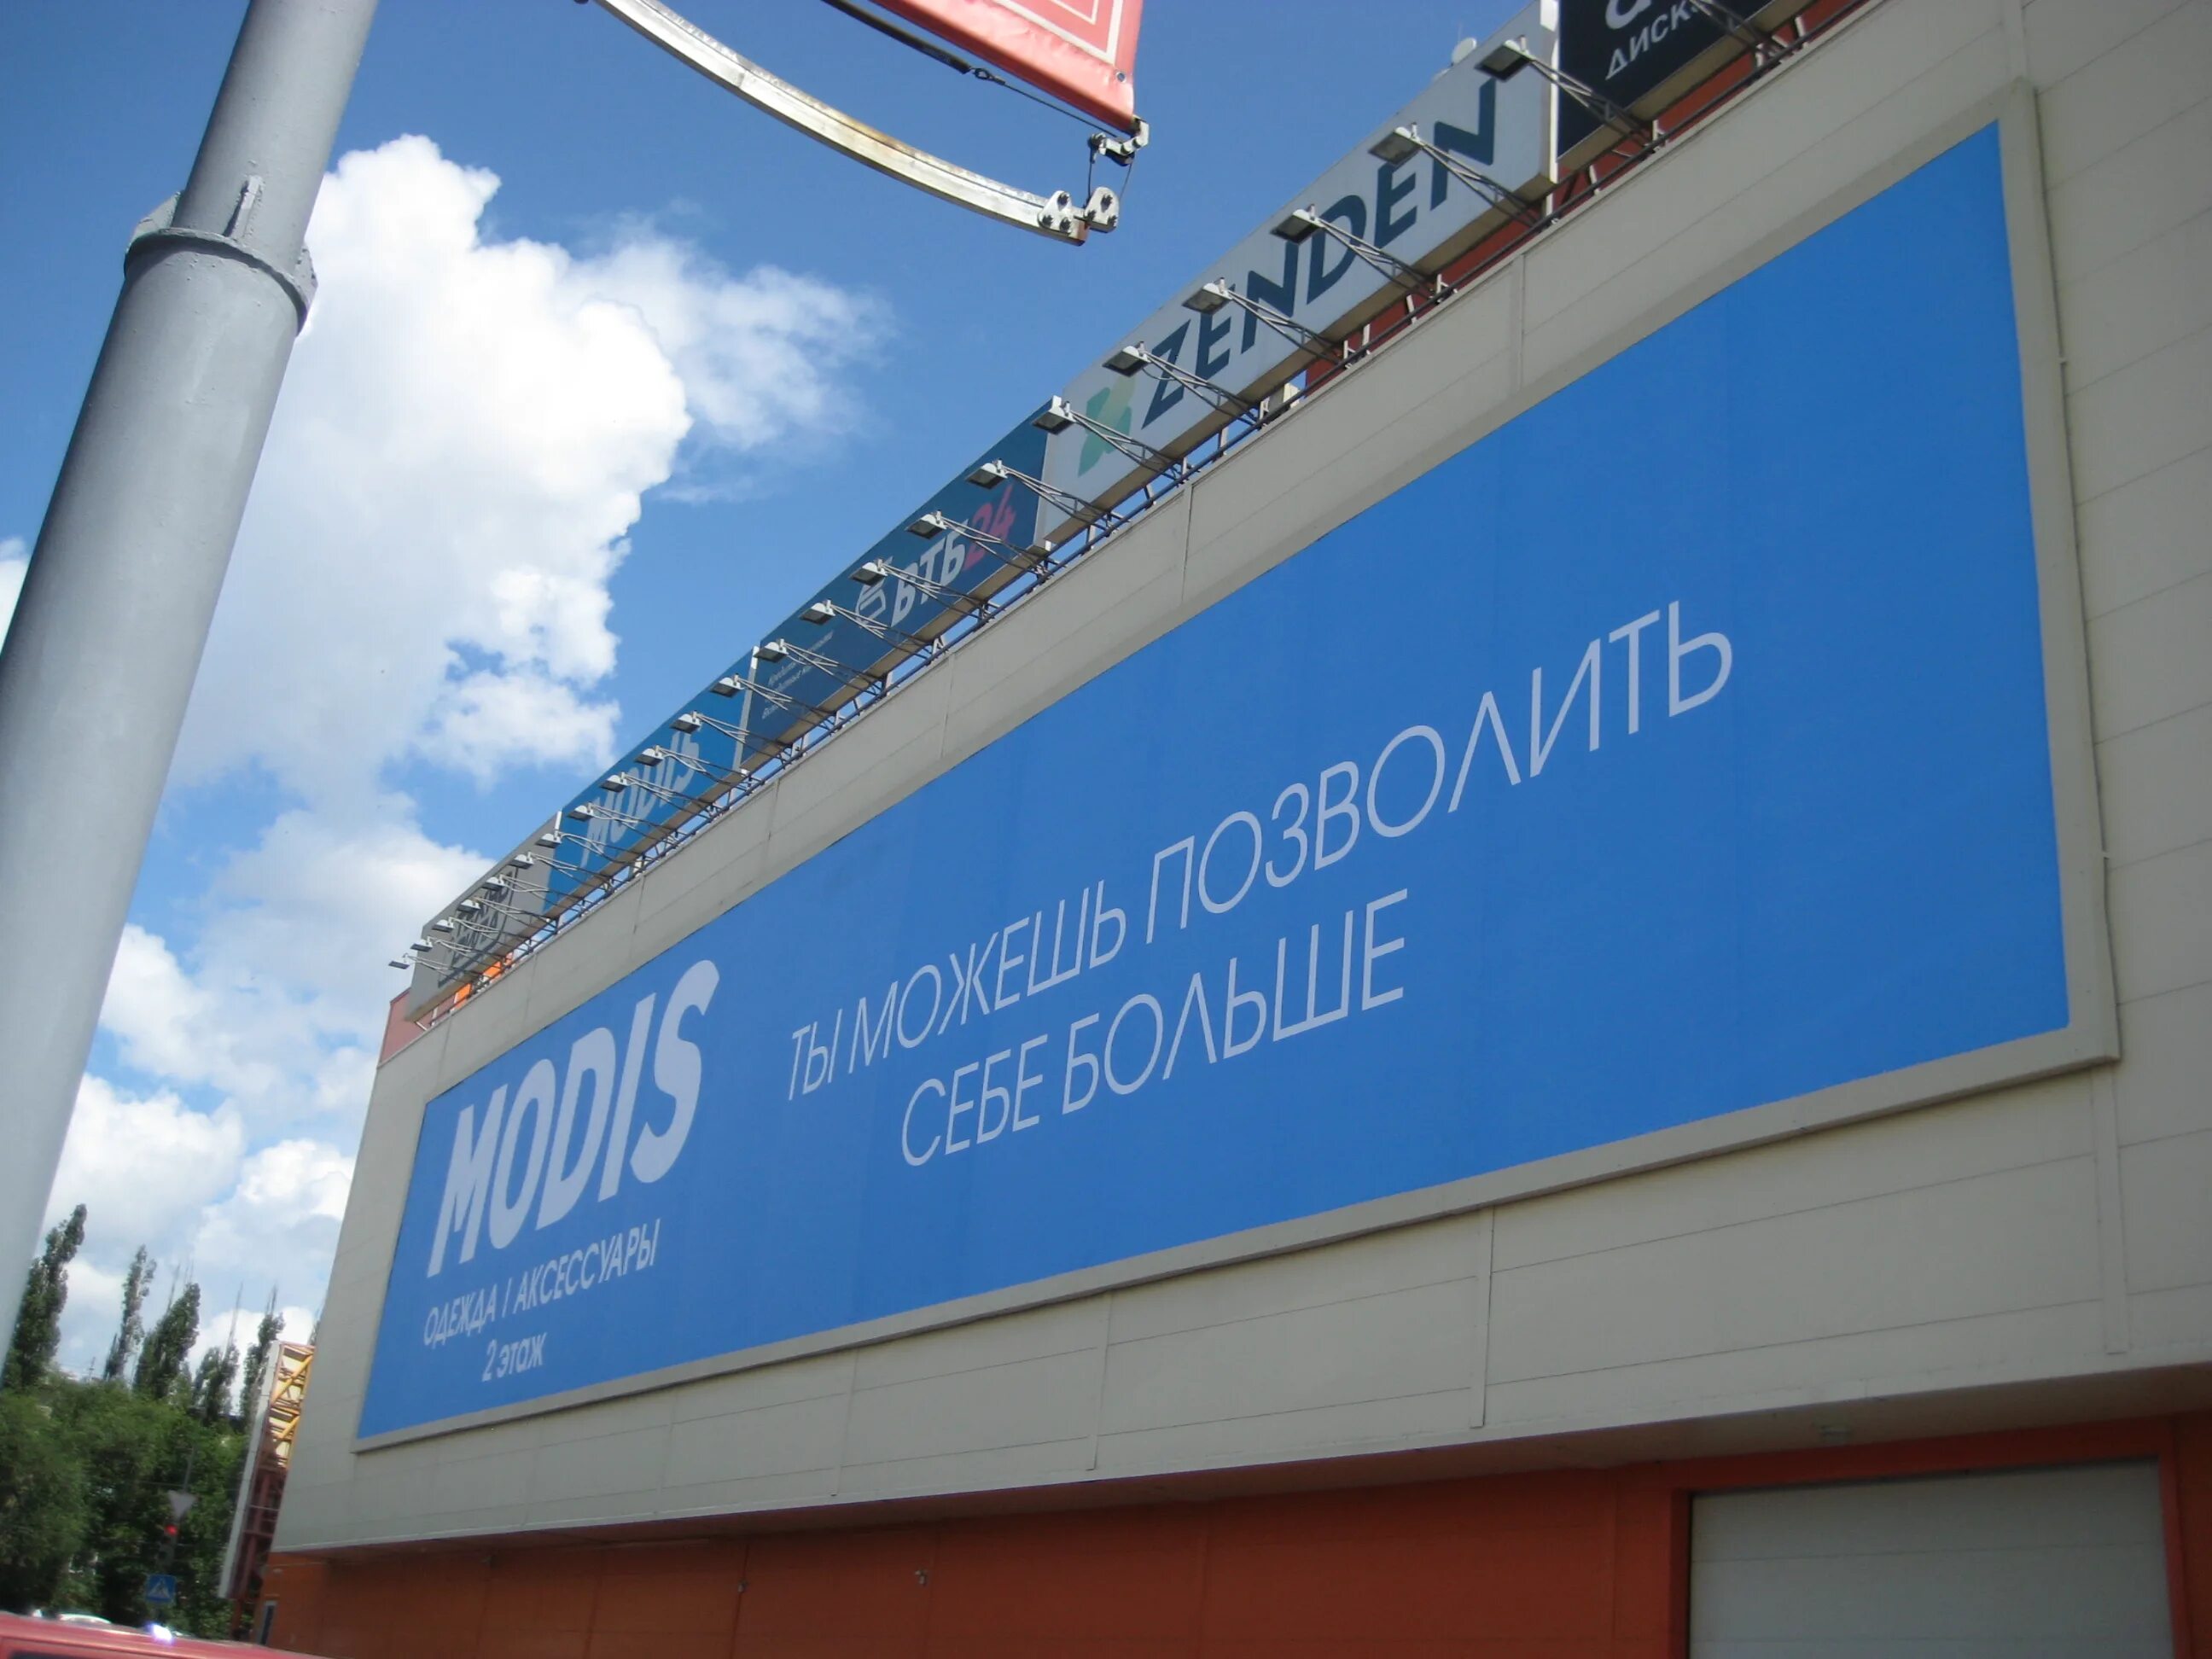 ДИСК
ZENDEN
ВТБ24
MODIS
MODIS
ОДЕЖДА | АКСЕССУАРЫ
2 этаж
ТЫ МОЖЕШЬ ПОЗВОЛИТЬ
СЕБЕ БОЛЬШЕ